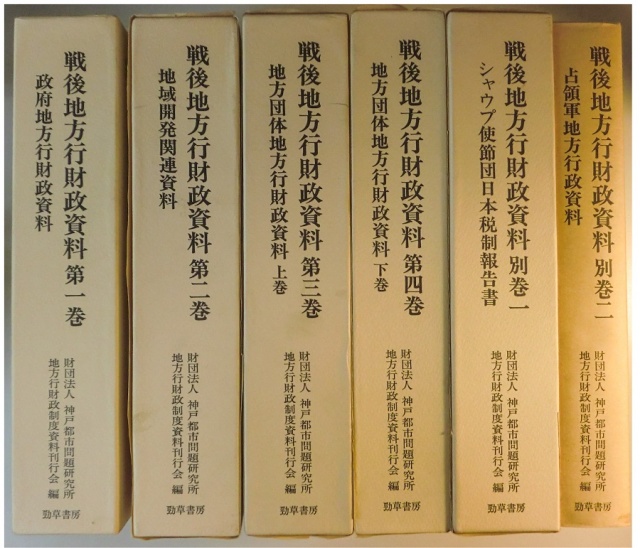 戦後地方行財政資料 第一巻
政府地方行財政資料
財団法人 神戸都市問題研究所
地方行財政制度資料刊行会 編
勁草書房
戦後地方行財政資料 第二巻
地域開発関連資料
財団法人 神戸都市問題研究所
地方行財政制度資料刊行会 編
勁草書房
戦後地方行財政資料 第三巻
地方団体地方行財政資料 上巻
財団法人 神戸都市問題研究所
地方行財政制度資料刊行会 編
勁草書房
戦後地方行財政資料 第四巻
地方団体地方行財政資料 下巻
財団法人 神戸都市問題研究所
地方行財政制度資料刊行会 編
勁草書房
戦後地方行財政資料 別巻一
シャウプ使節団日本税制報告書
財団法人 神戸都市問題研究所
地方行財政制度資料刊行会 編
勁草書房
戦後地方行財政資料 別巻二
占領軍地方行政資料
財団法人 神戸都市問題研究所
地方行財政制度資料刊行会 編
勁草書房